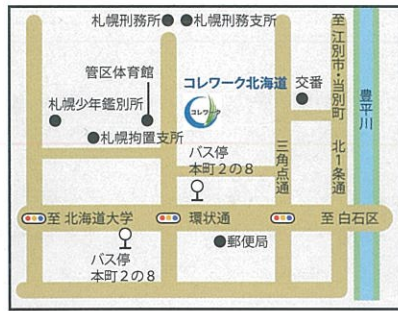 札幌刑務所
札幌刑務支所
管区体育館
コレワーク北海道
コレワーク
交番
札幌少年鑑別所
札幌拘置支所
バス停
本町2の8
三角点通
至 江別市・当別町
北1条通
豊平川
至 北海道大学
環状通
至 白石区
バス停
本町2の8
郵便局